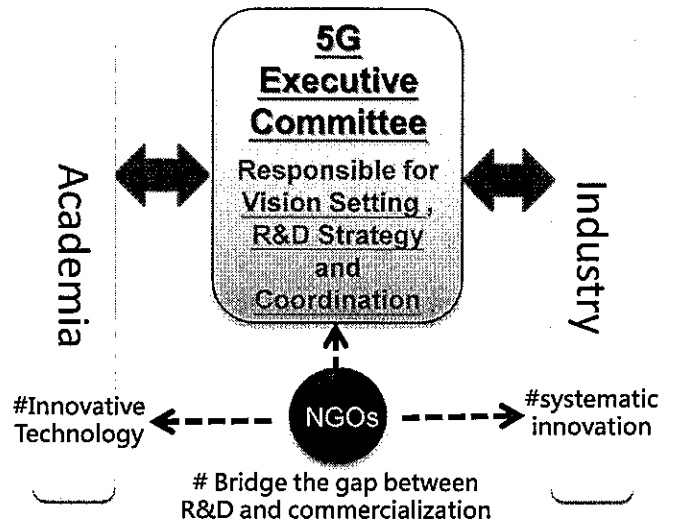 5G
Executive
Committee
Responsible for
Vision Setting ,
R&D Strategy
and
Coordination
Academia
Industry
#Innovative
Technology
NGOs
#systematic
innovation
# Bridge the gap between
R&D and commercialization